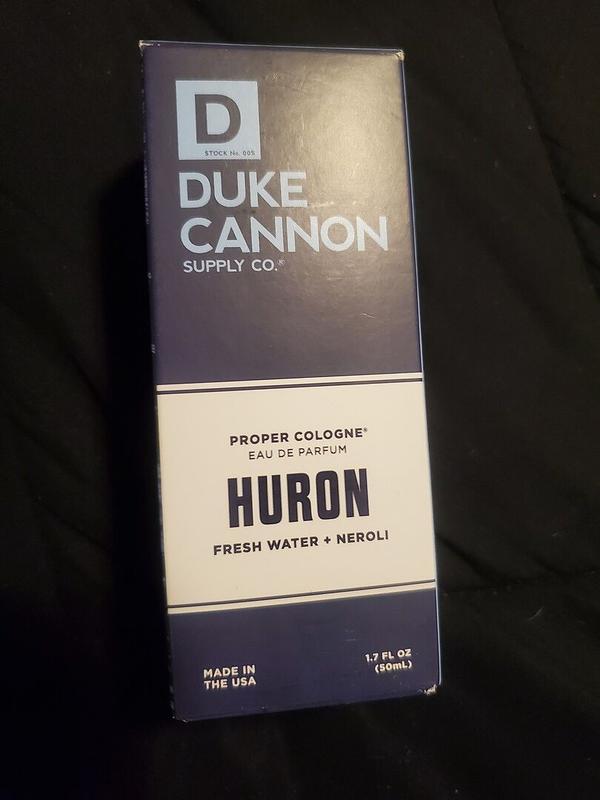 D
STOCK No. 005
DUKE
CANNON
SUPPLY CO.®
PROPER COLOGNE®
EAU DE PARFUM
HURON
FRESH WATER + NEROLI
MADE IN
THE USA
1.7 FL OZ
(50mL)